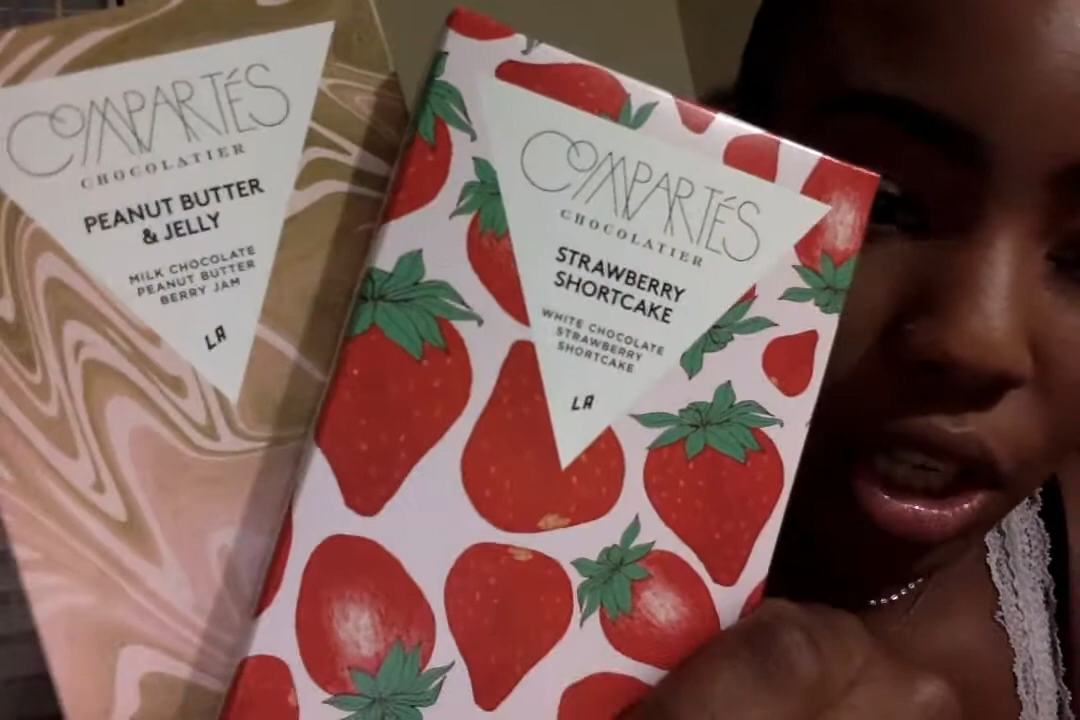 COMPARTÉS
CHOCOLATIER
PEANUT BUTTER
& JELLY
MILK CHOCOLATE
PEANUT BUTTER
BERRY JAM
LA
COMPARTÉS
CHOCOLATIER
STRAWBERRY
SHORTCAKE
WHITE CHOCOLATE
STRAWBERRY
SHORTCAKE
LA